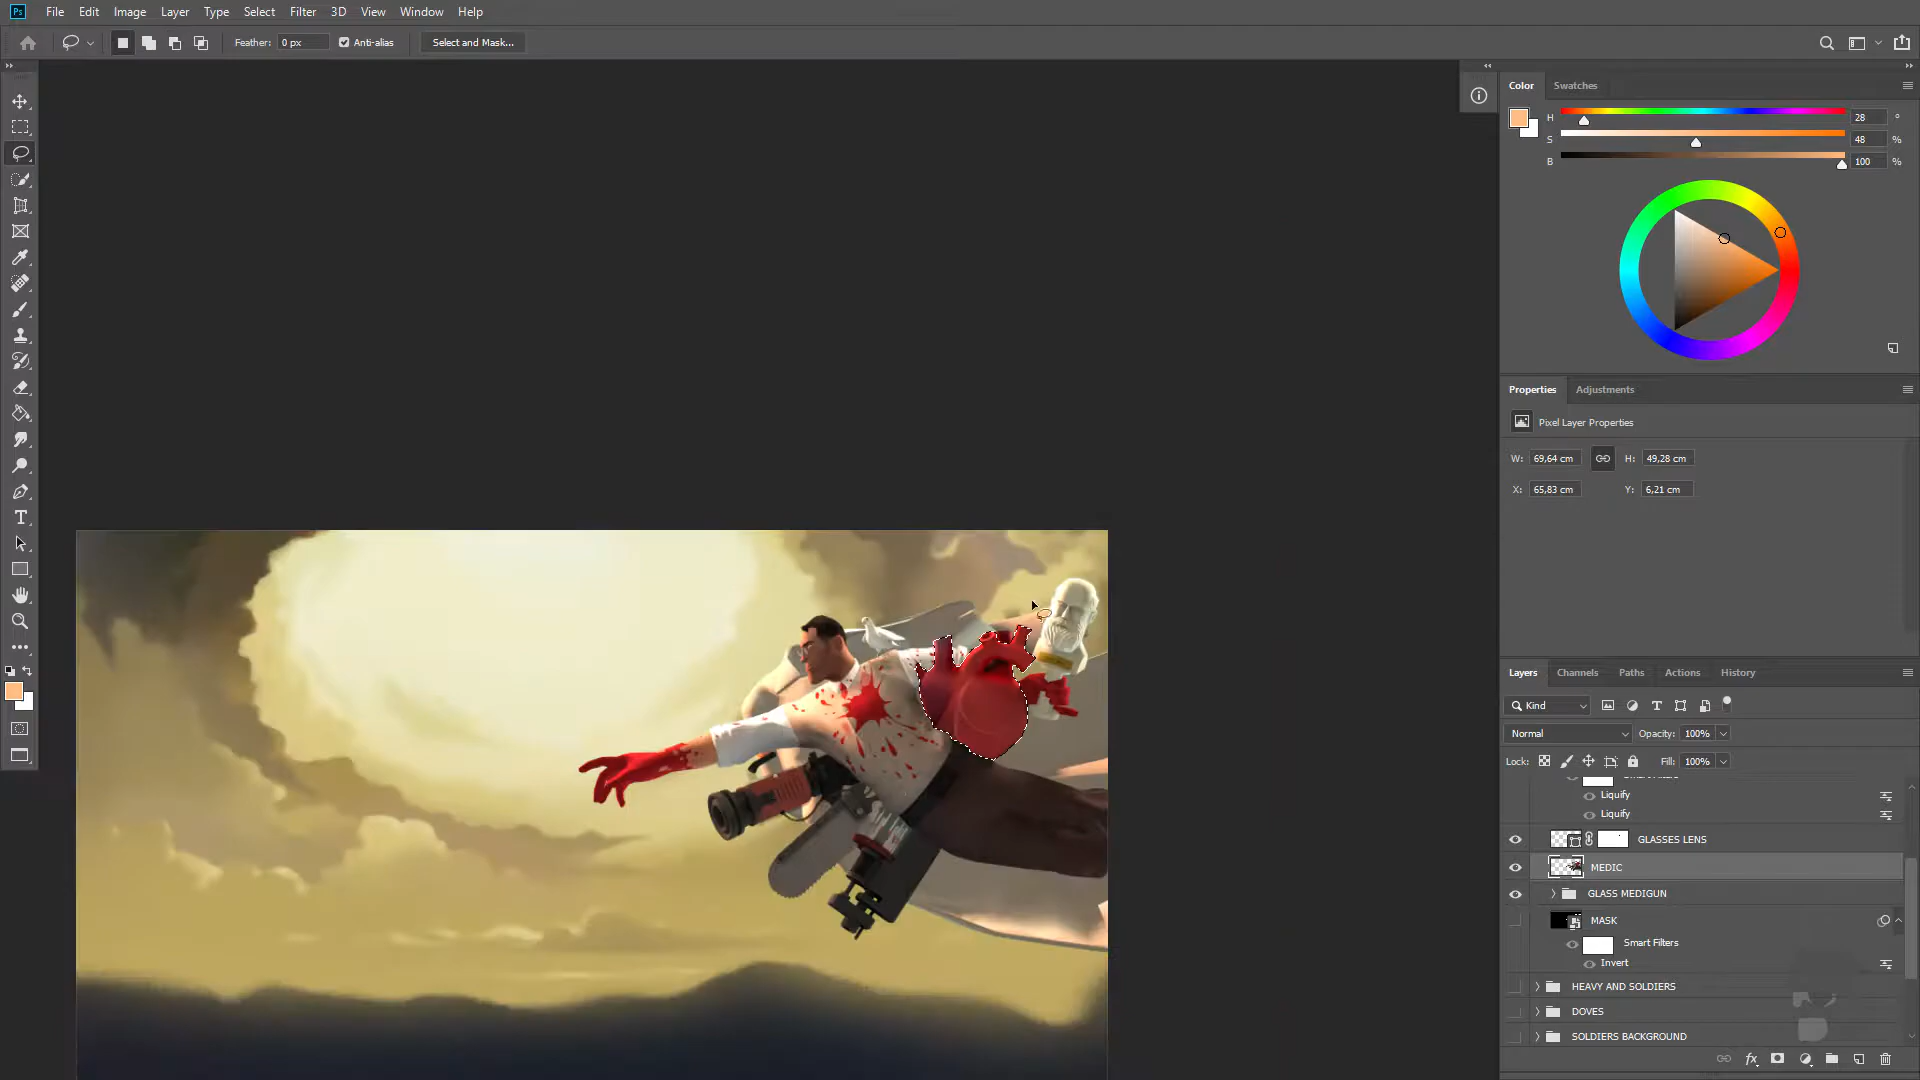 Ps File Edit Image Layer Type Select Filter 3D View Window Help
Feather: 0 px Anti-alias Select and Mask...
Color Swatches
H 28 °
S 48 %
B 100 %
Properties Adjustments
Pixel Layer Properties
W: 69,64 cm H: 49,28 cm
X: 65,83 cm Y: 6,21 cm
Layers Channels Paths Actions History
Kind
Normal Opacity: 100%
Lock: Fill: 100%
Liquify
Liquify
GLASSES LENS
MEDIC
GLASS MEDIGUN
MASK
Smart Filters
Invert
HEAVY AND SOLDIERS
DOVES
SOLDIERS BACKGROUND